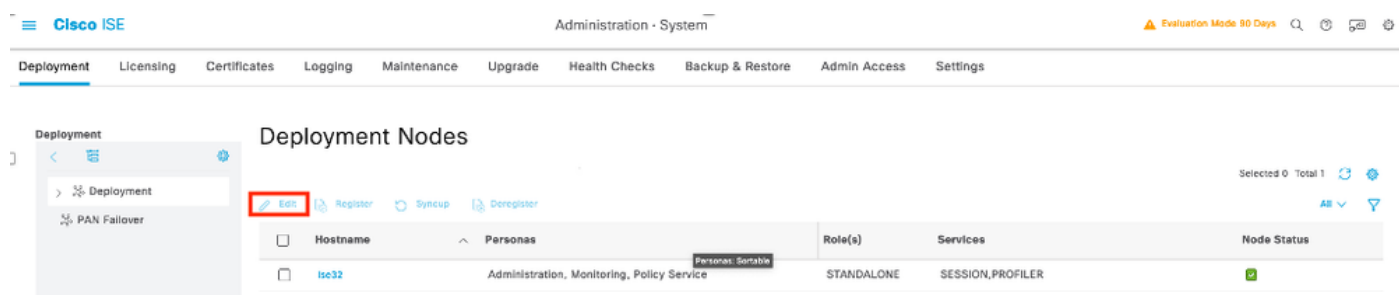 Cisco ISE
Administration · System
Evaluation Mode 90 Days
Deployment Licensing Certificates Logging Maintenance Upgrade Health Checks Backup & Restore Admin Access Settings
Deployment
Deployment
PAN Failover
Deployment Nodes
Selected 0 Total 1
Edit Register Syncup Deregister
All
Hostname Personas Role(s) Services Node Status
Personas: Sortable
ise32 Administration, Monitoring, Policy Service STANDALONE SESSION,PROFILER